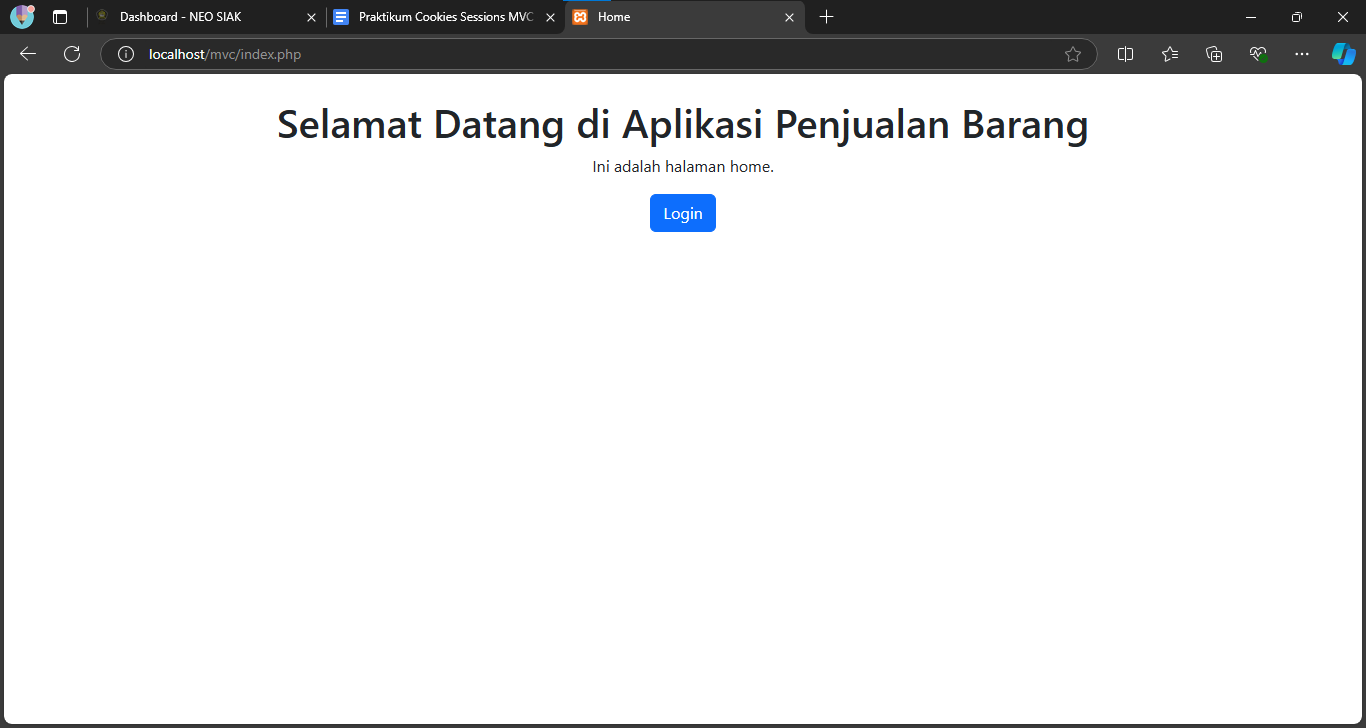 Dashboard - NEO SIAK
Praktikum Cookies Sessions MVC
Home
localhost/mvc/index.php
Selamat Datang di Aplikasi Penjualan Barang
Ini adalah halaman home.
Login